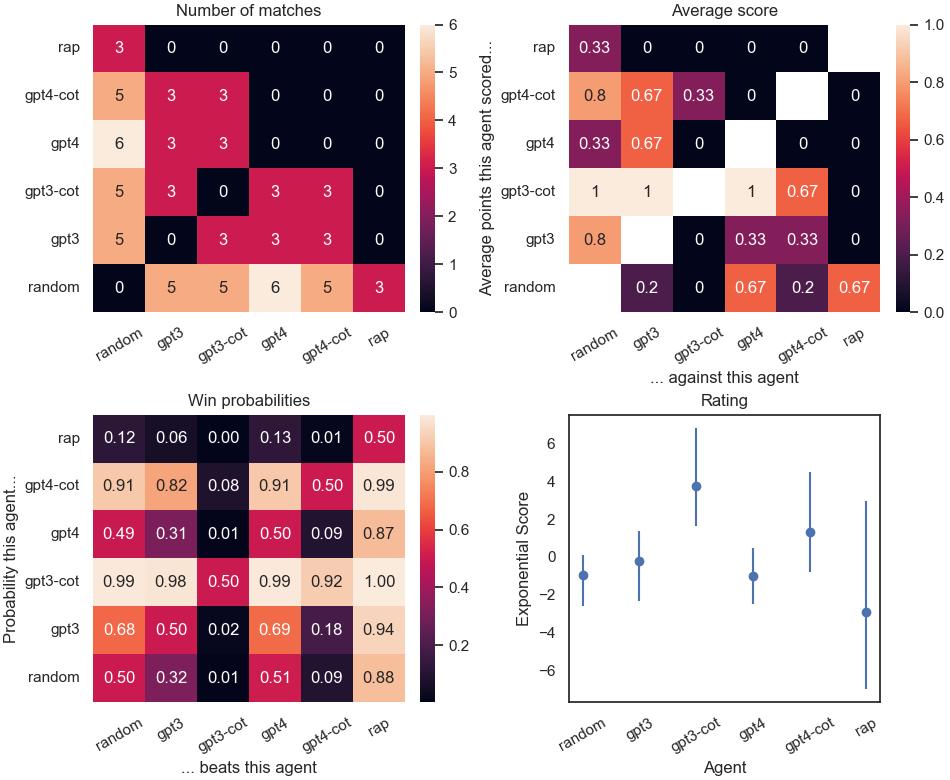 Number of matches
rap 3 0 0 0 0 0
gpt4-cot 5 3 3 0 0 0
gpt4 6 3 3 0 0 0
gpt3-cot 5 3 0 3 3 0
gpt3 5 0 3 3 3 0
random 0 5 5 6 5 3
random gpt3 gpt3-cot gpt4 gpt4-cot rap
6
5
4
3
2
1
0
Average score
Average points this agent scored...
rap 0.33 0 0 0 0
gpt4-cot 0.8 0.67 0.33 0 0
gpt4 0.33 0.67 0 0 0
gpt3-cot 1 1 1 0.67 0
gpt3 0.8 0 0.33 0.33 0
random 0.2 0 0.67 0.2 0.67
random gpt3 gpt3-cot gpt4 gpt4-cot rap
... against this agent
1.0
0.8
0.6
0.4
0.2
0.0
Win probabilities
Probability this agent...
rap 0.12 0.06 0.00 0.13 0.01 0.50
gpt4-cot 0.91 0.82 0.08 0.91 0.50 0.99
gpt4 0.49 0.31 0.01 0.50 0.09 0.87
gpt3-cot 0.99 0.98 0.50 0.99 0.92 1.00
gpt3 0.68 0.50 0.02 0.69 0.18 0.94
random 0.50 0.32 0.01 0.51 0.09 0.88
random gpt3 gpt3-cot gpt4 gpt4-cot rap
... beats this agent
0.8
0.6
0.4
0.2
Rating
Exponential Score
6
4
2
0
−2
−4
−6
random gpt3 gpt3-cot gpt4 gpt4-cot rap
Agent